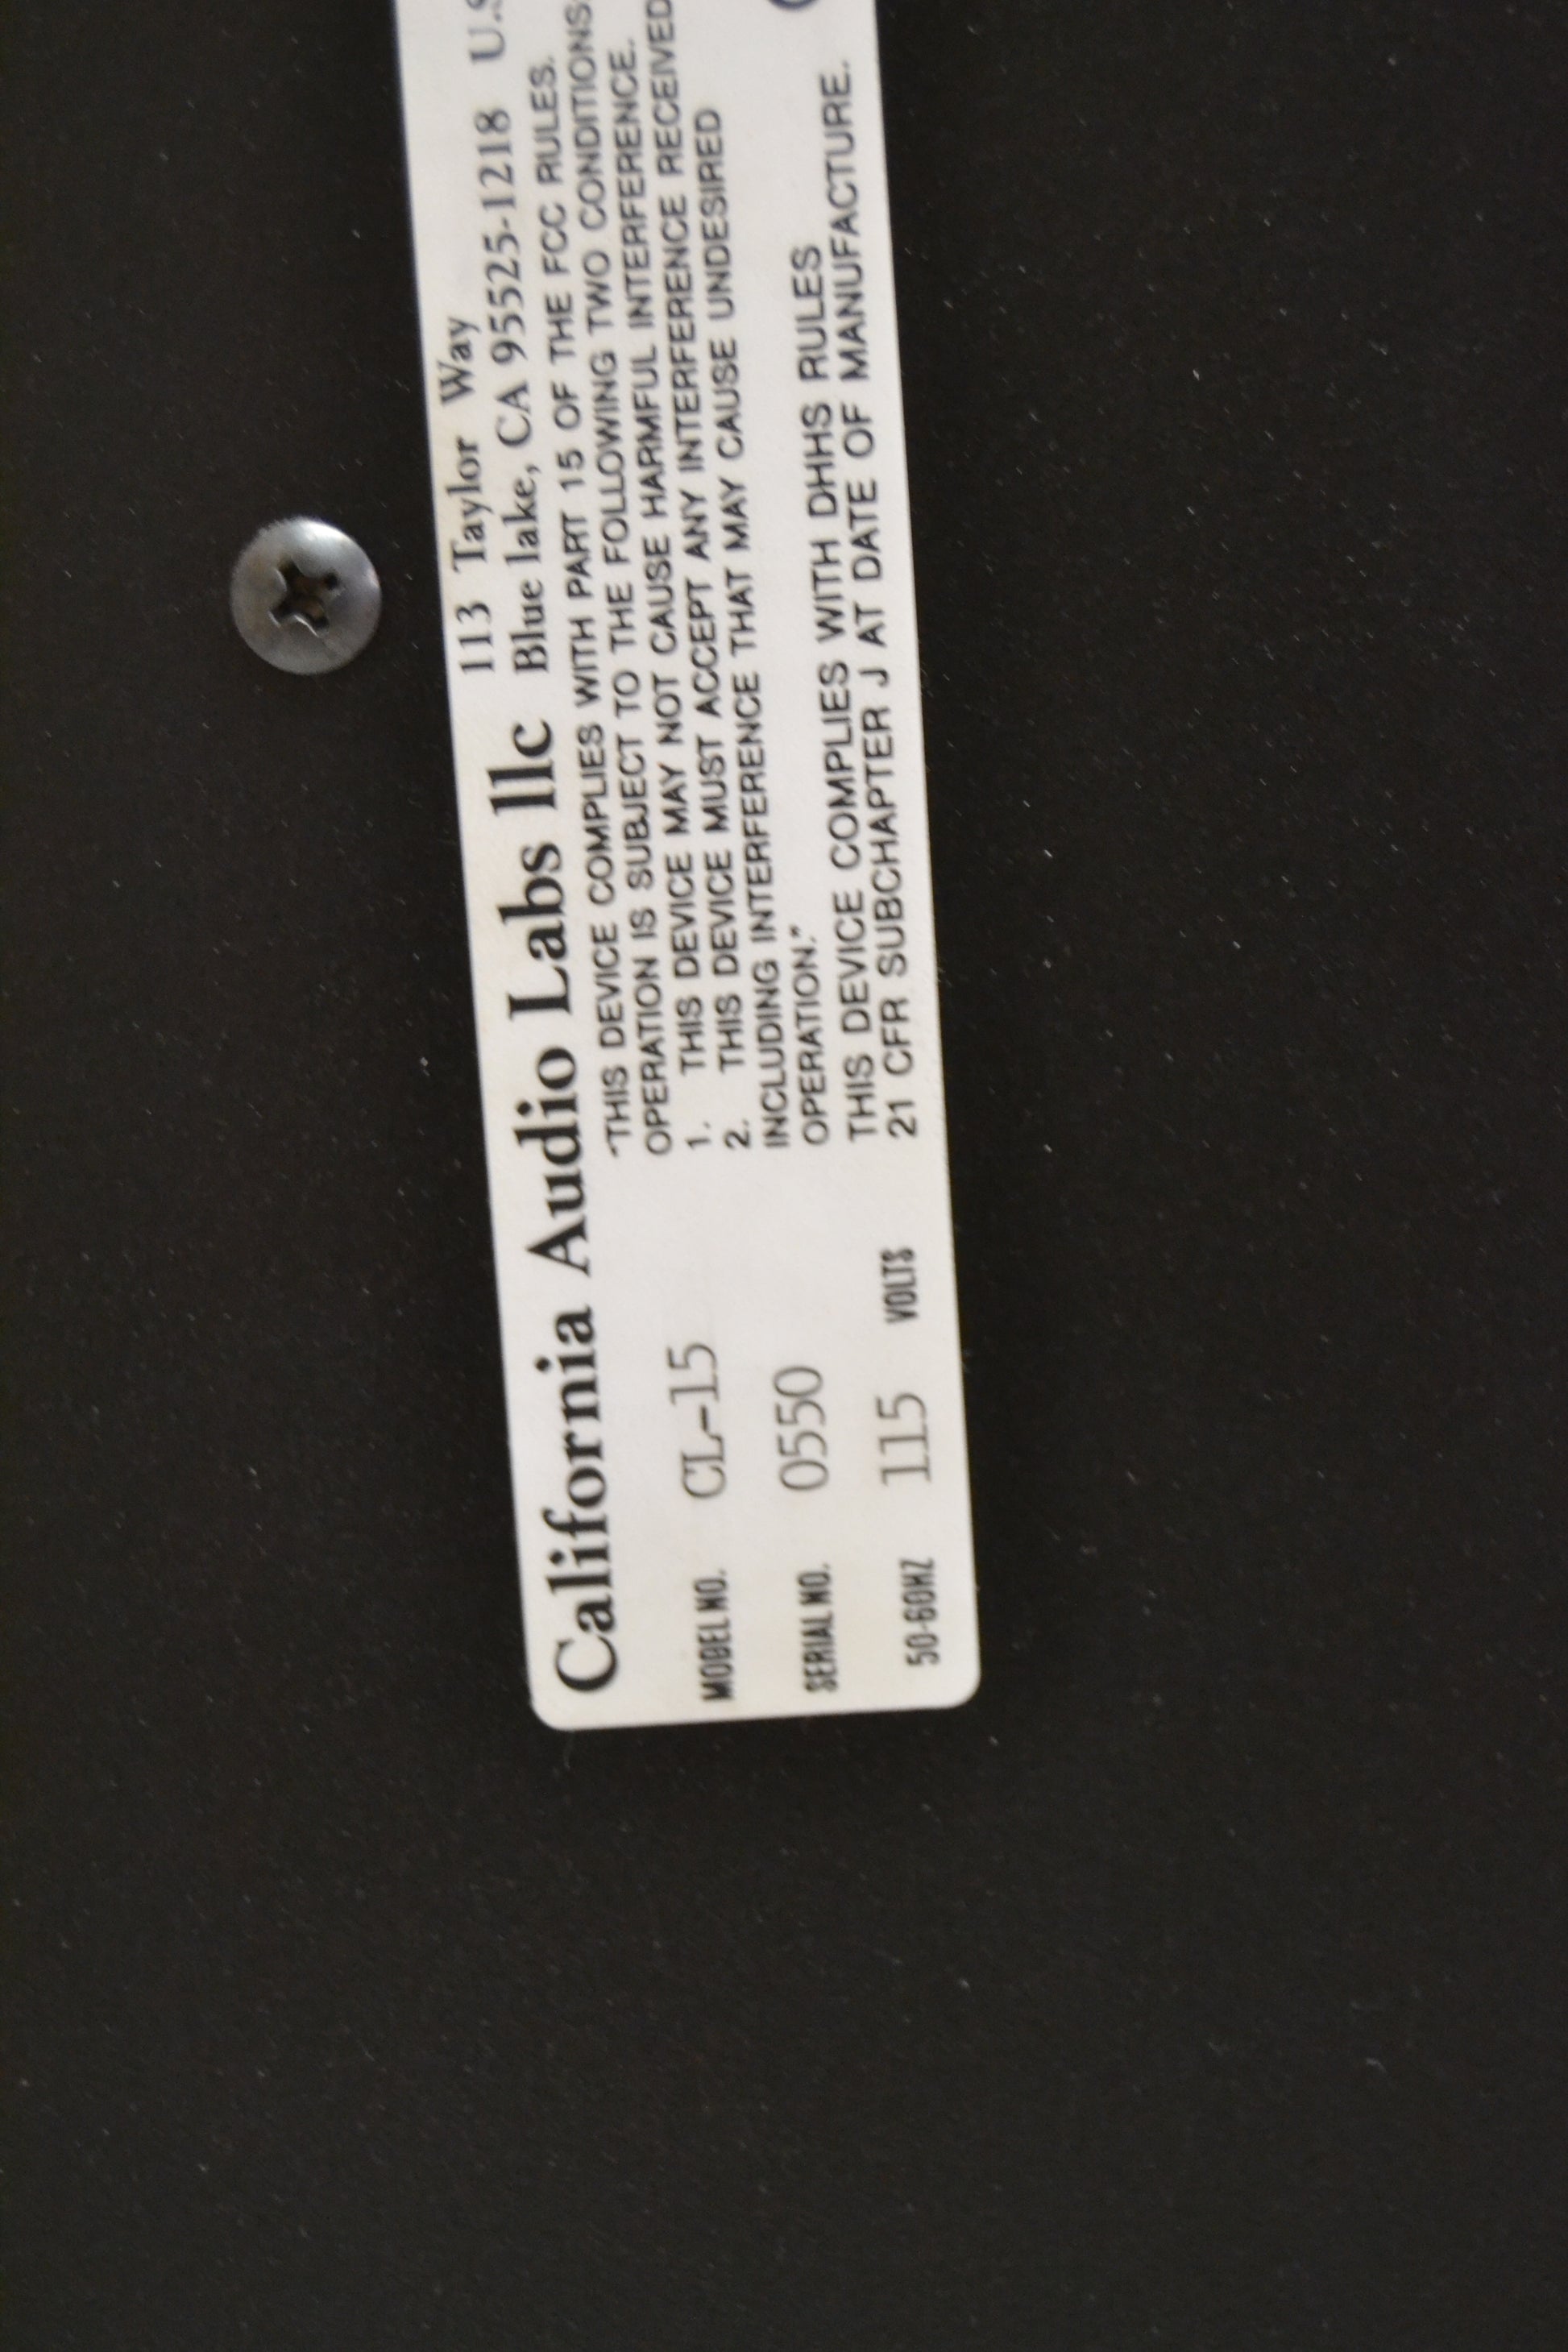 113 Taylor Way
California Audio Labs llc Blue lake, CA 95525-1218 U.S
"THIS DEVICE COMPLIES WITH PART 15 OF THE FCC RULES.
OPERATION IS SUBJECT TO THE FOLLOWING TWO CONDITIONS
1. THIS DEVICE MAY NOT CAUSE HARMFUL INTERFERENCE.
2. THIS DEVICE MUST ACCEPT ANY INTERFERENCE RECEIVED
INCLUDING INTERFERENCE THAT MAY CAUSE UNDESIRED
OPERATION."
THIS DEVICE COMPLIES WITH DHHS RULES
21 CFR SUBCHAPTER J AT DATE OF MANUFACTURE.
MODEL NO. CL-15
SERIAL NO. 0550
50-60HZ 115 VOLTS